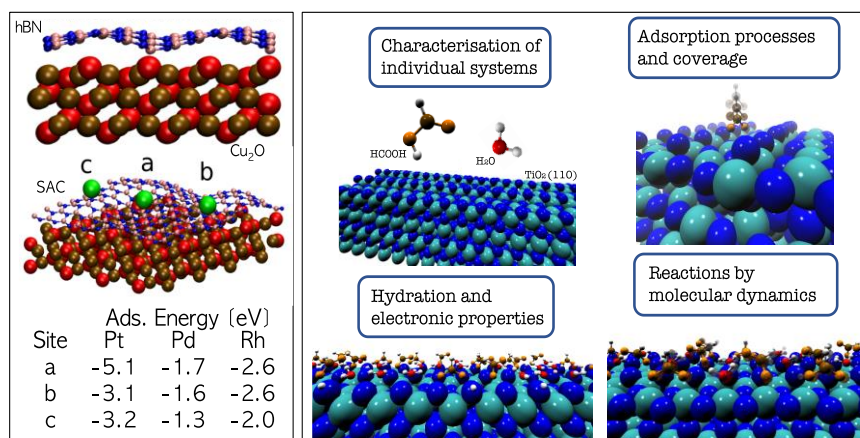 hBN
Cu₂O
SAC
c
a
b
Ads. Energy (eV)
Site Pt Pd Rh
a -5.1 -1.7 -2.6
b -3.1 -1.6 -2.6
c -3.2 -1.3 -2.0
Characterisation of
individual systems
HCOOH
H₂O
TiO₂(110)
Adsorption processes
and coverage
Hydration and
electronic properties
Reactions by
molecular dynamics